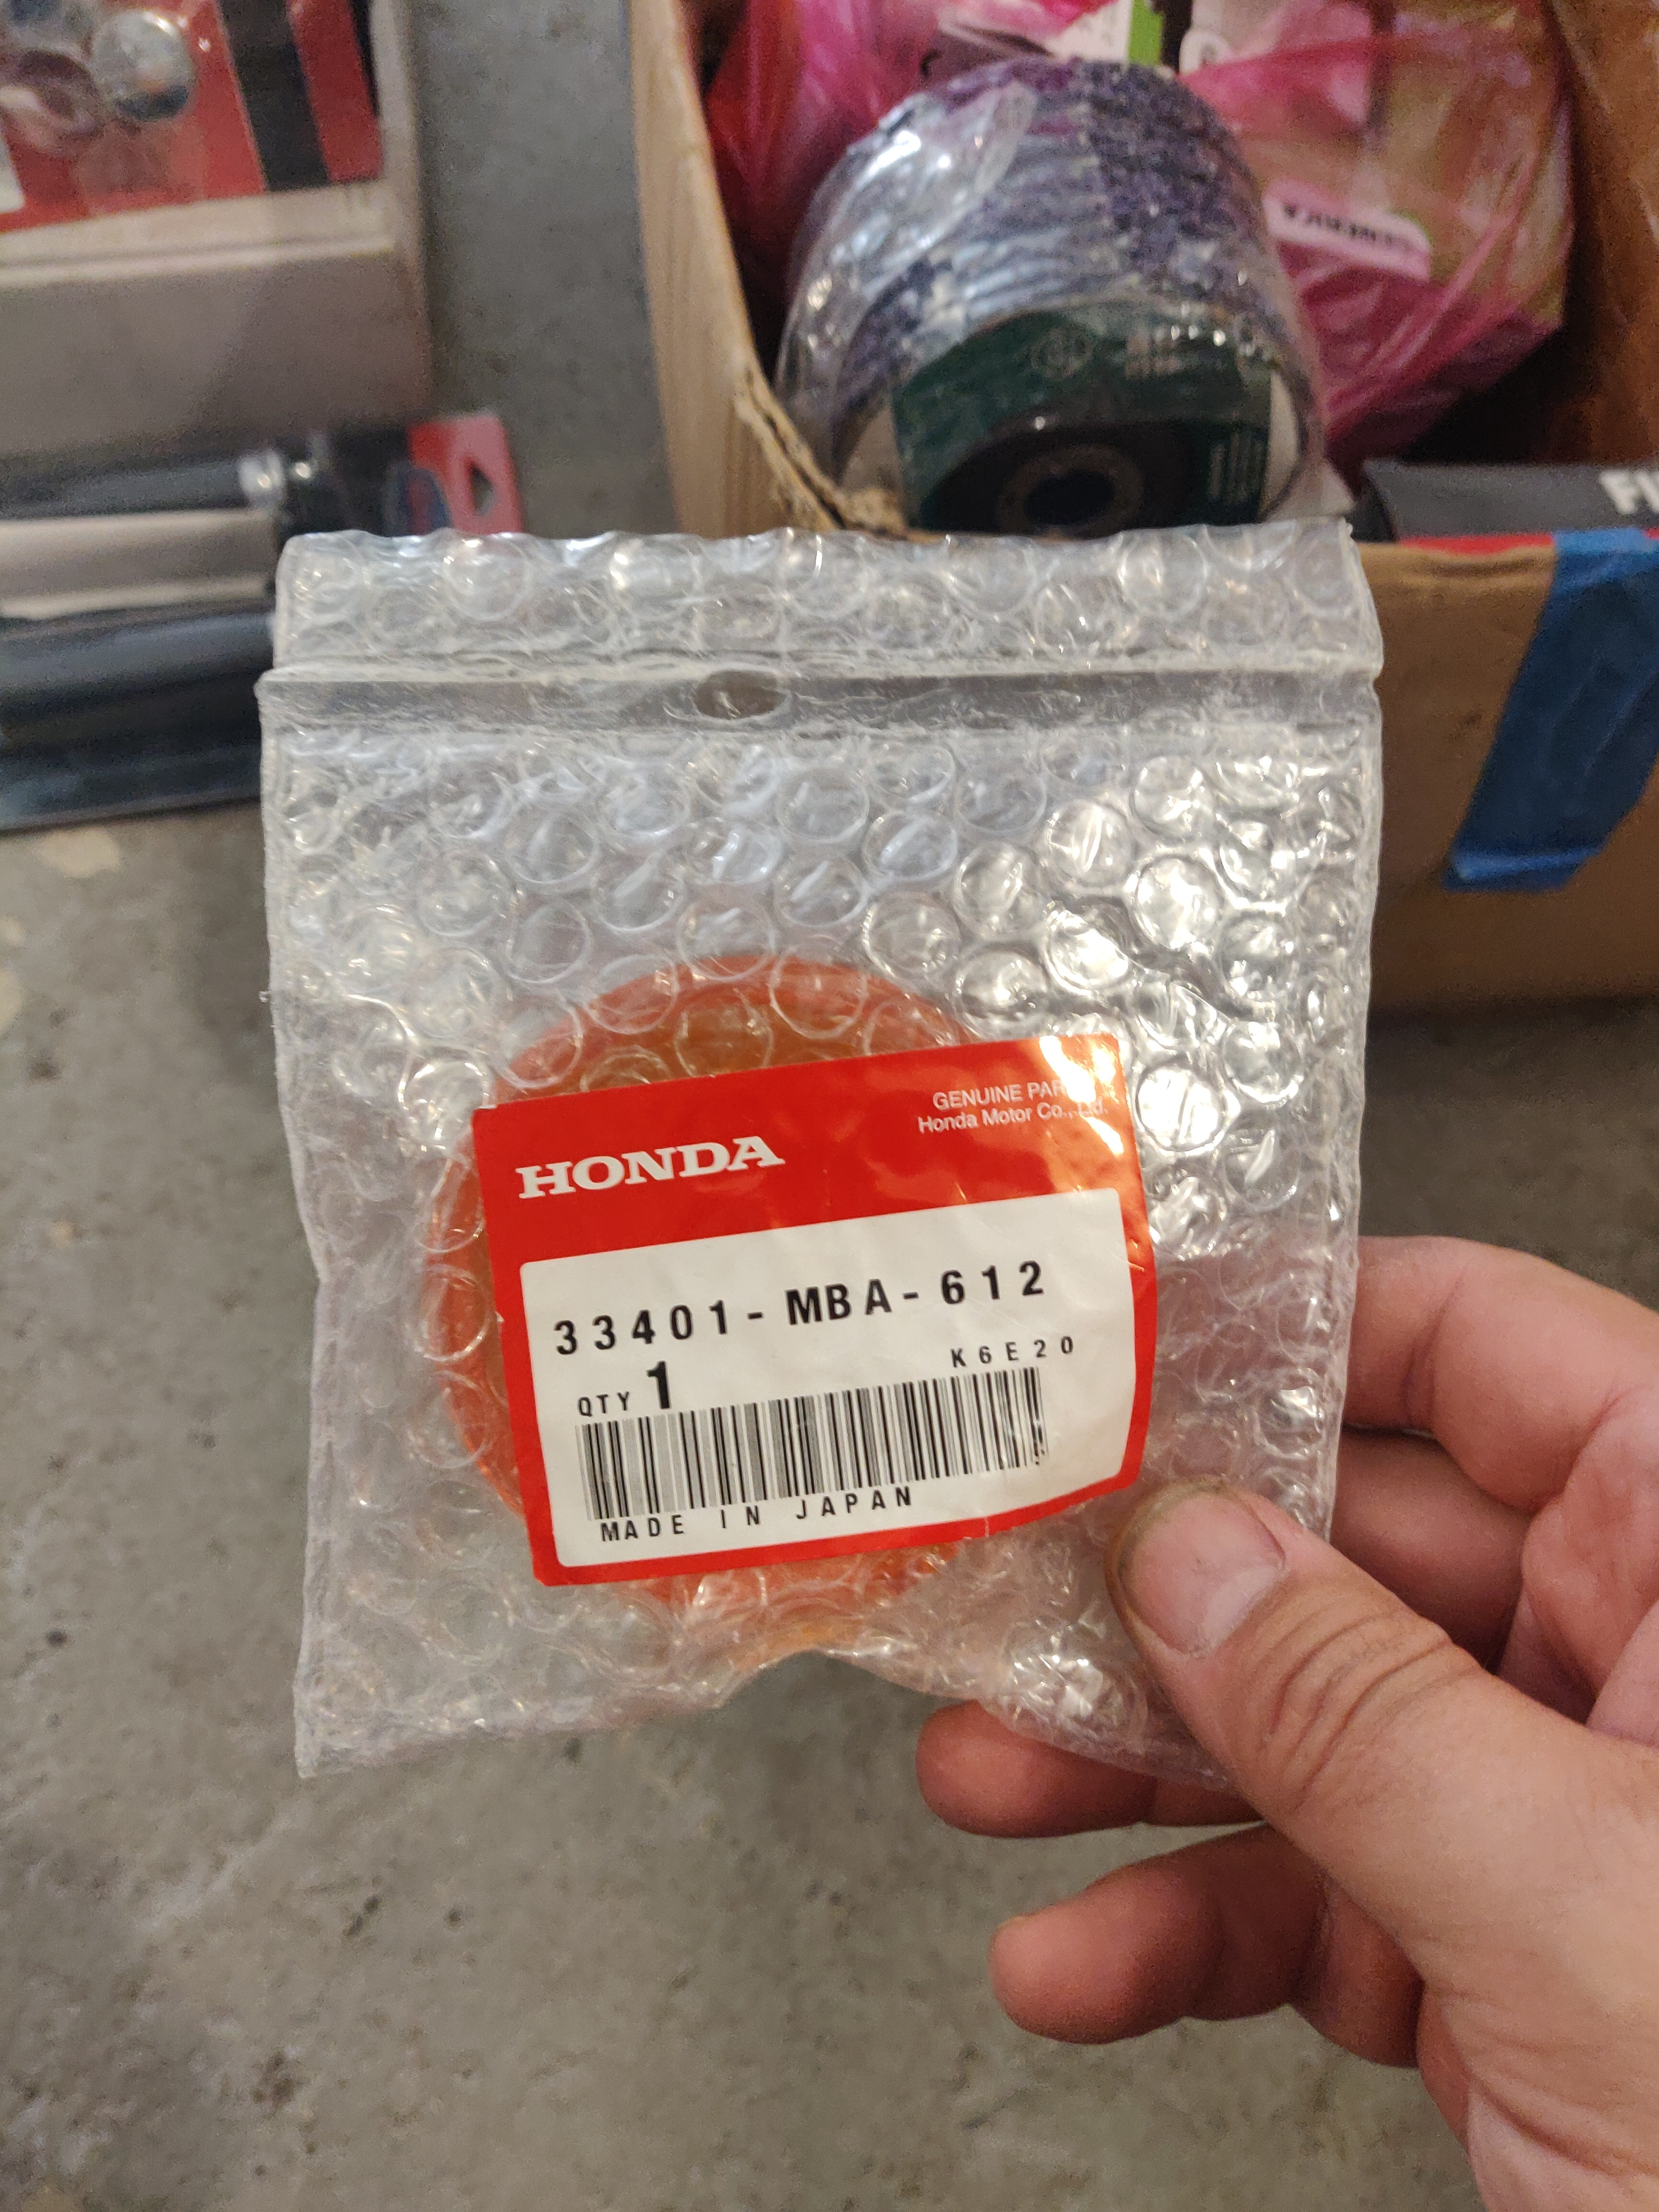 HONDA
GENUINE PARTS
Honda Motor Co., Ltd.
33401-MBA-612
K6E20
QTY 1
MADE IN JAPAN